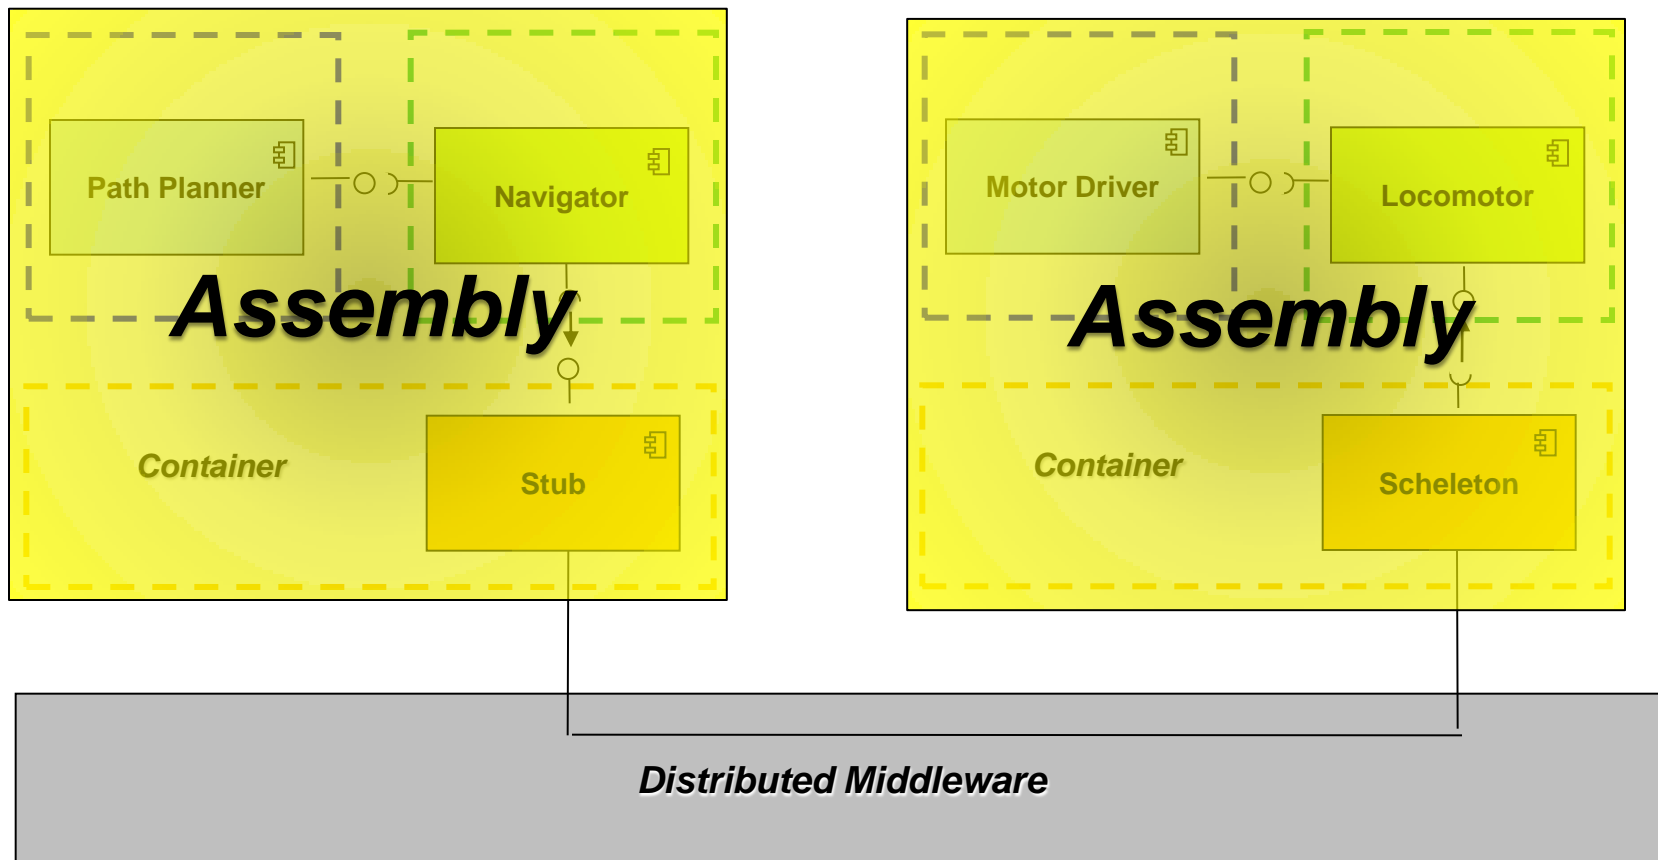 Path Planner
Navigator
Assembly
Container
Stub
Motor Driver
Locomotor
Assembly
Container
Scheleton
Distributed Middleware